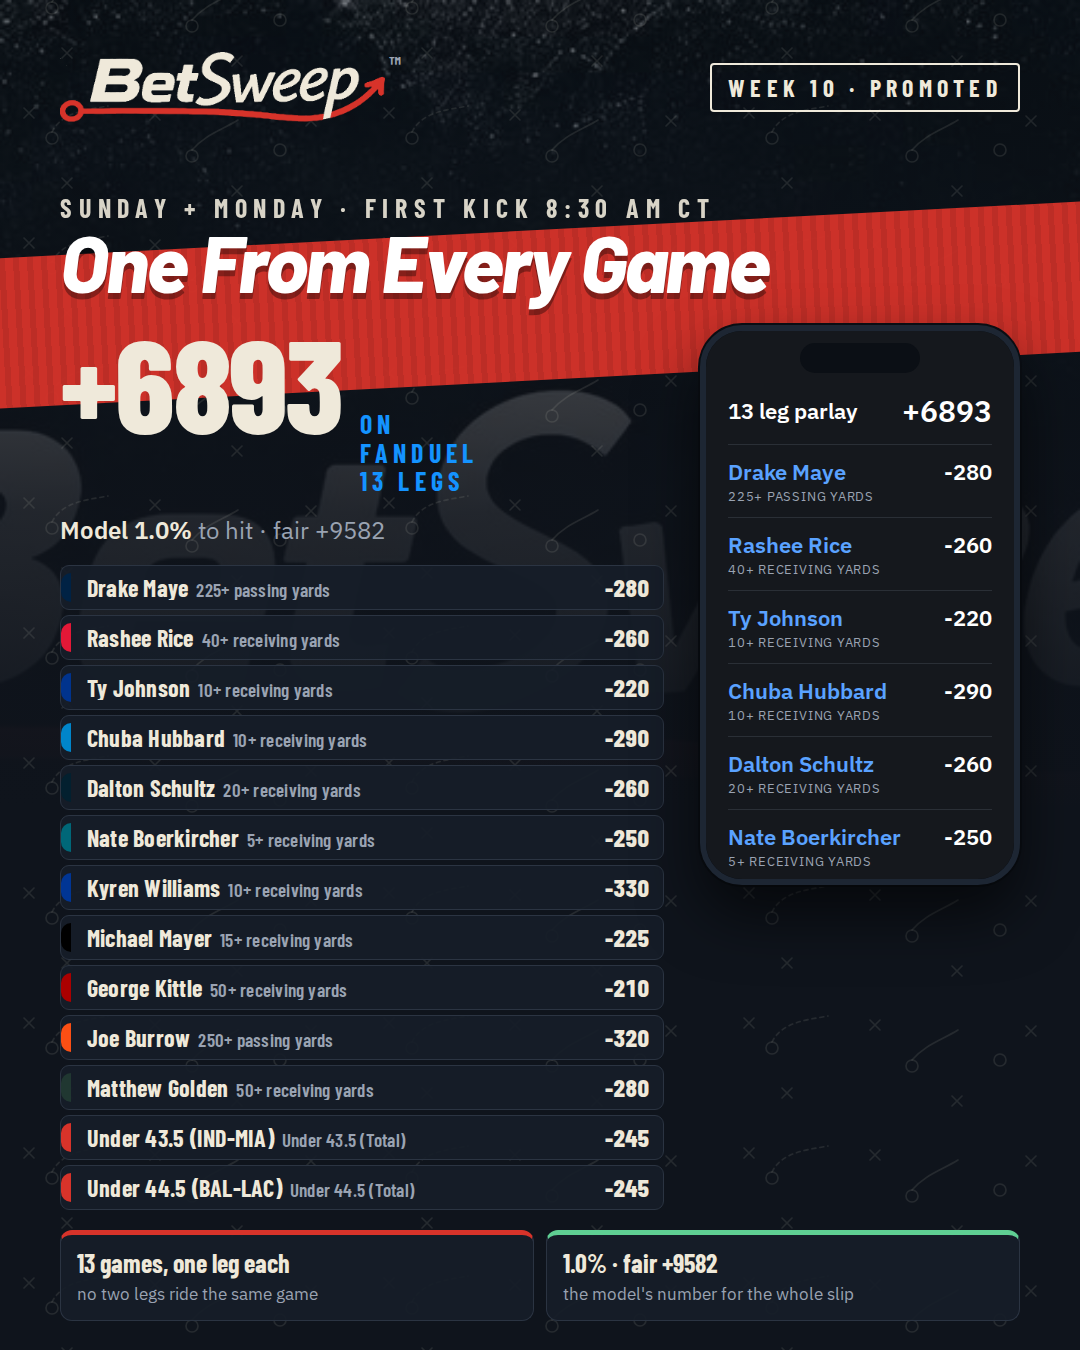 BetSweep™
WEEK 10 · PROMOTED
SUNDAY + MONDAY · FIRST KICK 8:30 AM CT
One From Every Game
+6893
ON
FANDUEL
13 LEGS
Model 1.0% to hit · fair +9582
Drake Maye 225+ passing yards -280
Rashee Rice 40+ receiving yards -260
Ty Johnson 10+ receiving yards -220
Chuba Hubbard 10+ receiving yards -290
Dalton Schultz 20+ receiving yards -260
Nate Boerkircher 5+ receiving yards -250
Kyren Williams 10+ receiving yards -330
Michael Mayer 15+ receiving yards -225
George Kittle 50+ receiving yards -210
Joe Burrow 250+ passing yards -320
Matthew Golden 50+ receiving yards -280
Under 43.5 (IND-MIA) Under 43.5 (Total) -245
Under 44.5 (BAL-LAC) Under 44.5 (Total) -245
13 leg parlay +6893
Drake Maye -280
225+ PASSING YARDS
Rashee Rice -260
40+ RECEIVING YARDS
Ty Johnson -220
10+ RECEIVING YARDS
Chuba Hubbard -290
10+ RECEIVING YARDS
Dalton Schultz -260
20+ RECEIVING YARDS
Nate Boerkircher -250
5+ RECEIVING YARDS
13 games, one leg each
no two legs ride the same game
1.0% · fair +9582
the model's number for the whole slip